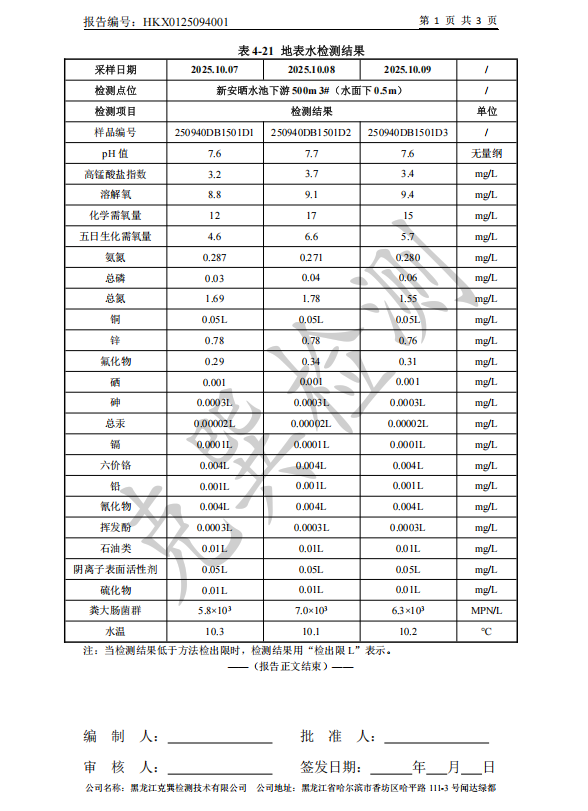 报告编号：HKX0125094001 第 1 页 共 3 页
表 4-21 地表水检测结果
采样日期 2025.10.07 2025.10.08 2025.10.09 /
检测点位 新安晒水池下游 500m 3#（水面下 0.5m） /
检测项目 检测结果 单位
样品编号 250940DB1501D1 250940DB1501D2 250940DB1501D3 /
pH 值 7.6 7.7 7.6 无量纲
高锰酸盐指数 3.2 3.7 3.4 mg/L
溶解氧 8.8 9.1 9.4 mg/L
化学需氧量 12 17 15 mg/L
五日生化需氧量 4.6 6.6 5.7 mg/L
氨氮 0.287 0.271 0.280 mg/L
总磷 0.03 0.04 0.06 mg/L
总氮 1.69 1.78 1.55 mg/L
铜 0.05L 0.05L 0.05L mg/L
锌 0.78 0.78 0.76 mg/L
氟化物 0.29 0.34 0.31 mg/L
硒 0.001 0.001 0.001 mg/L
砷 0.0003L 0.0003L 0.0003L mg/L
总汞 0.00002L 0.00002L 0.00002L mg/L
镉 0.0001L 0.0001L 0.0001L mg/L
六价铬 0.004L 0.004L 0.004L mg/L
铅 0.001L 0.001L 0.001L mg/L
氰化物 0.004L 0.004L 0.004L mg/L
挥发酚 0.0003L 0.0003L 0.0003L mg/L
石油类 0.01L 0.01L 0.01L mg/L
阴离子表面活性剂 0.05L 0.05L 0.05L mg/L
硫化物 0.01L 0.01L 0.01L mg/L
粪大肠菌群 5.8×10³ 7.0×10³ 6.3×10³ MPN/L
水温 10.3 10.1 10.2 ℃
注：当检测结果低于方法检出限时，检测结果用“检出限 L”表示。
——（报告正文结束）——
克巽检测
编 制 人： 批 准 人：
审 核 人： 签发日期： 年 月 日
公司名称：黑龙江克巽检测技术有限公司 公司地址：黑龙江省哈尔滨市香坊区哈平路 111-3 号闻达绿都